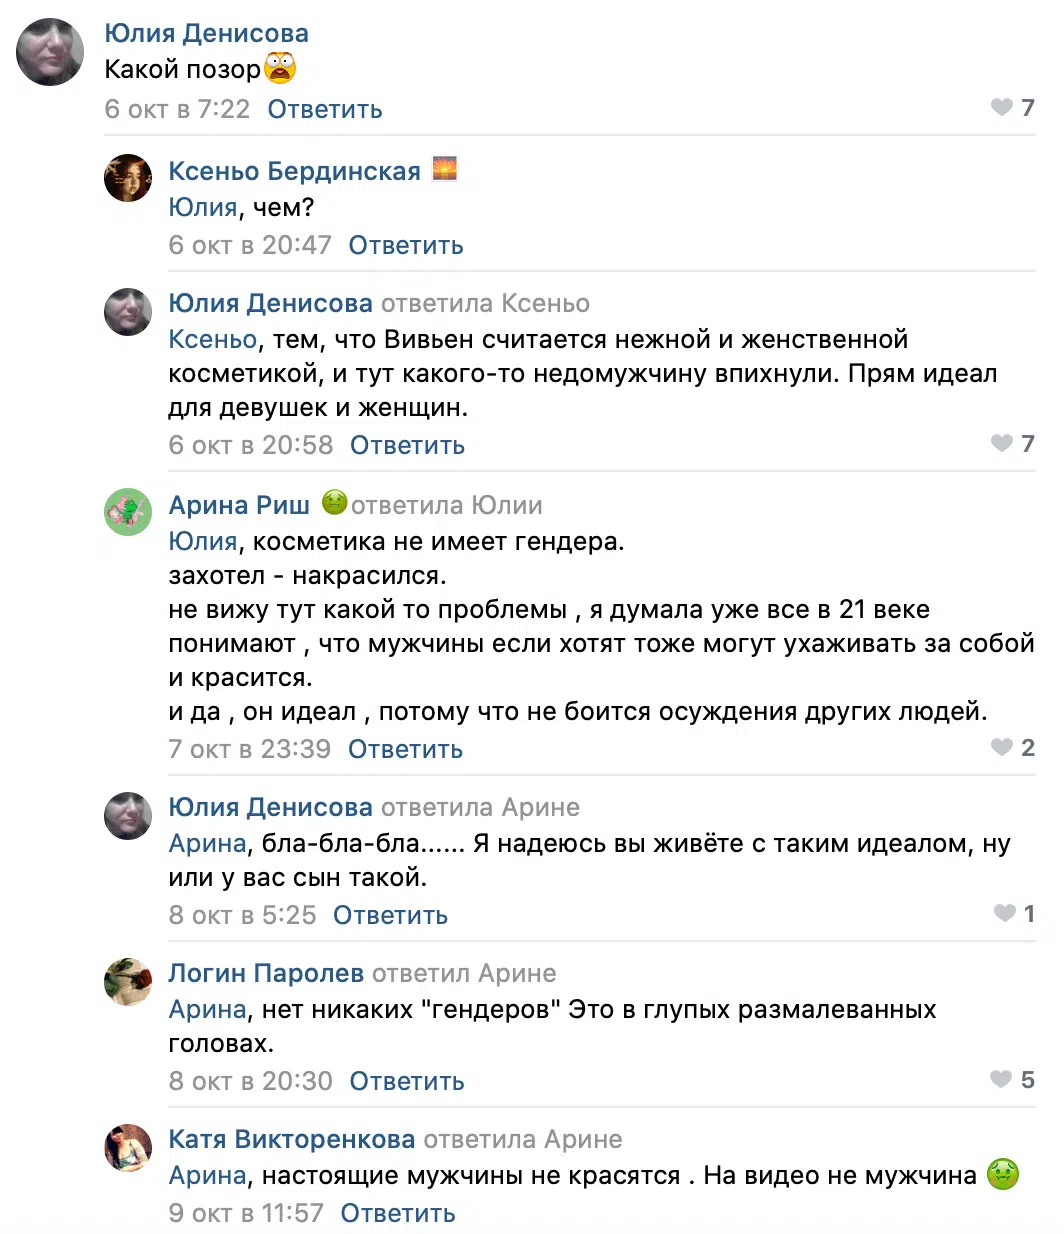 Юлия Денисова
Какой позор😱
6 окт в 7:22 Ответить 7
Ксеньо Бердинская 🌅
Юлия, чем?
6 окт в 20:47 Ответить
Юлия Денисова ответила Ксеньо
Ксеньо, тем, что Вивьен считается нежной и женственной
косметикой, и тут какого-то недомужчину впихнули. Прям идеал
для девушек и женщин.
6 окт в 20:58 Ответить 7
Арина Риш 🤢ответила Юлии
Юлия, косметика не имеет гендера.
захотел - накрасился.
не вижу тут какой то проблемы , я думала уже все в 21 веке
понимают , что мужчины если хотят тоже могут ухаживать за собой
и красится.
и да , он идеал , потому что не боится осуждения других людей.
7 окт в 23:39 Ответить 2
Юлия Денисова ответила Арине
Арина, бла-бла-бла...... Я надеюсь вы живёте с таким идеалом, ну
или у вас сын такой.
8 окт в 5:25 Ответить 1
Логин Паролев ответил Арине
Арина, нет никаких "гендеров" Это в глупых размалеванных
головах.
8 окт в 20:30 Ответить 5
Катя Викторенкова ответила Арине
Арина, настоящие мужчины не красятся . На видео не мужчина 🤢
9 окт в 11:57 Ответить